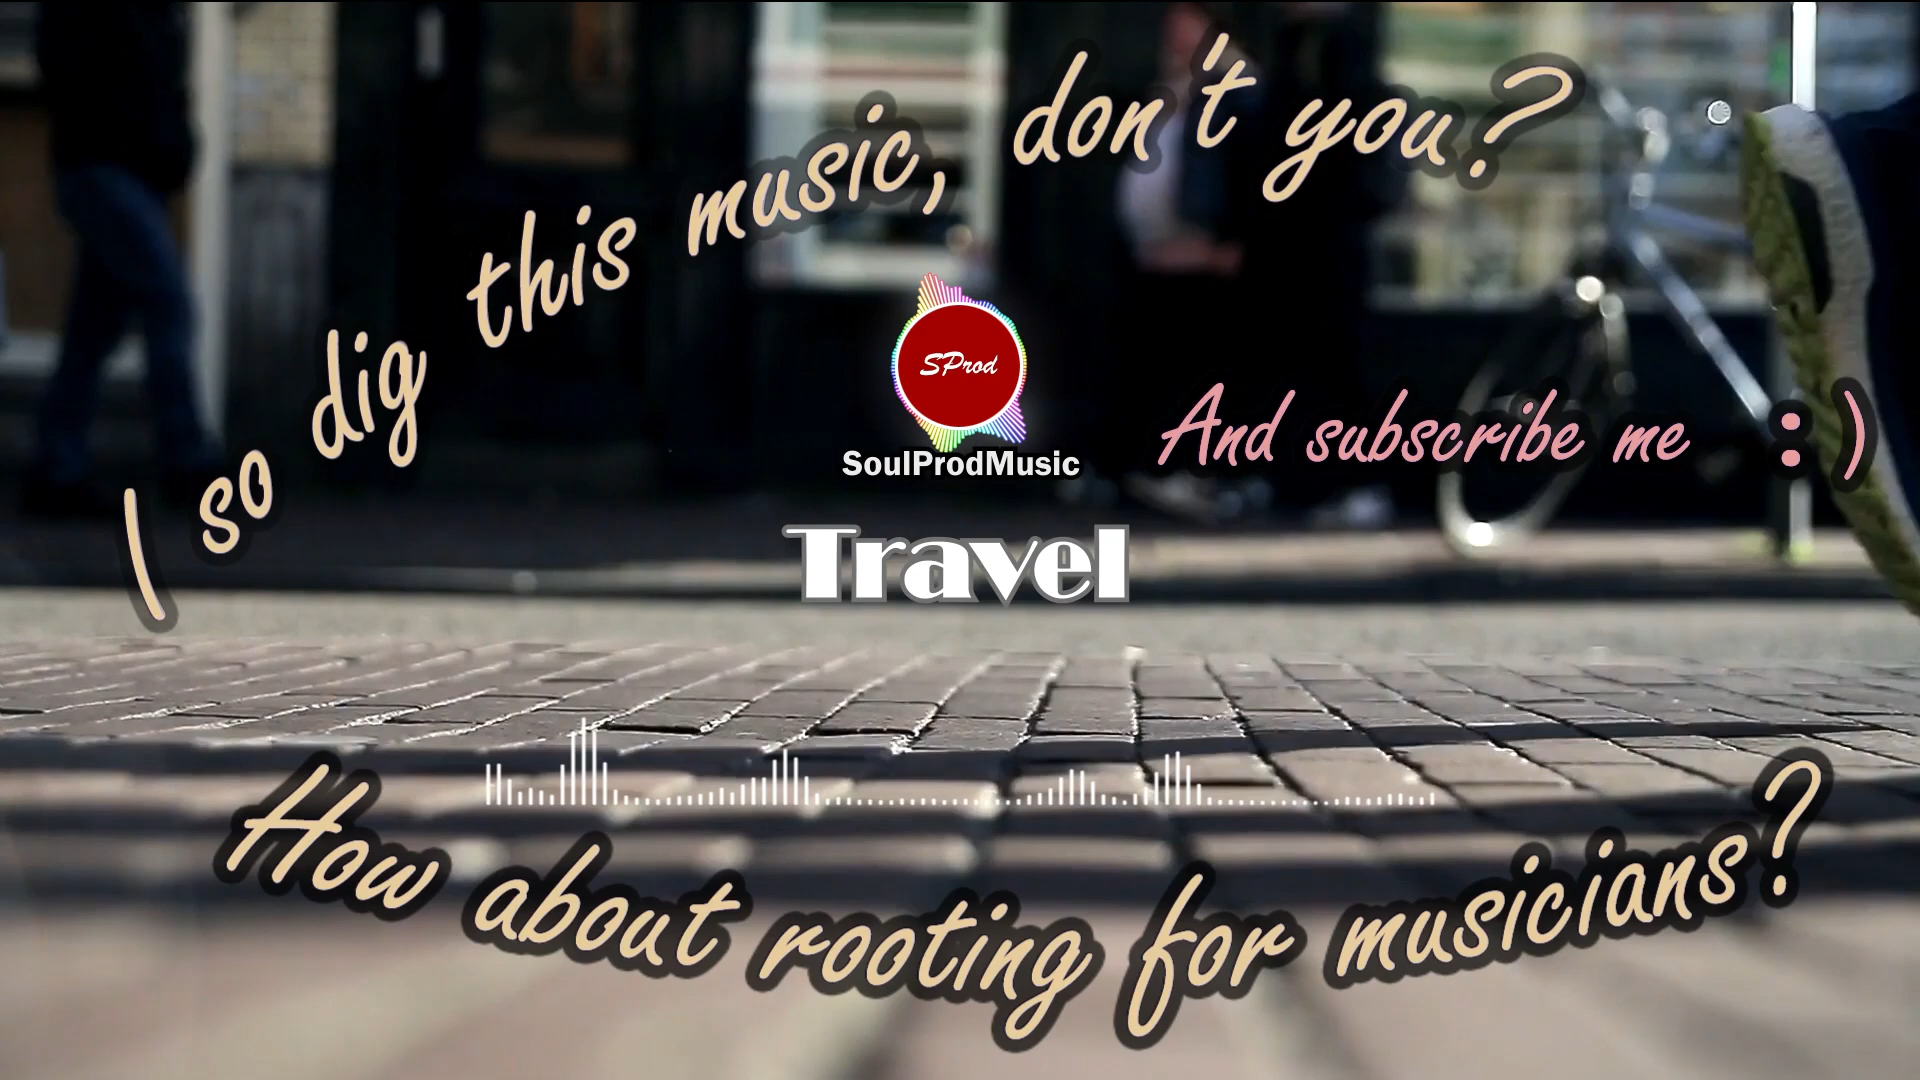 I so dig this music, don't you?
SProd
SoulProdMusic
And subscribe me :)
Travel
How about rooting for musicians?